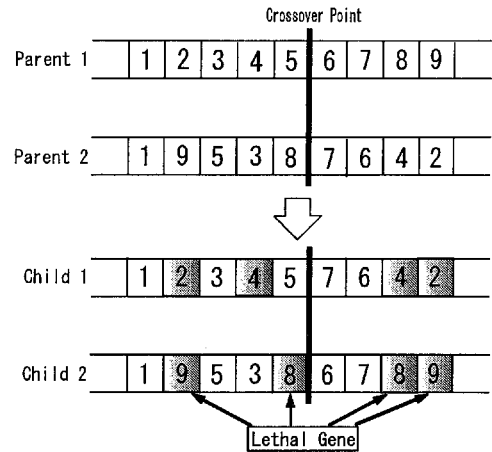 Crossover Point
Parent 1 1 2 3 4 5 6 7 8 9
Parent 2 1 9 5 3 8 7 6 4 2
Child 1 1 2 3 4 5 7 6 4 2
Child 2 1 9 5 3 8 6 7 8 9
Lethal Gene